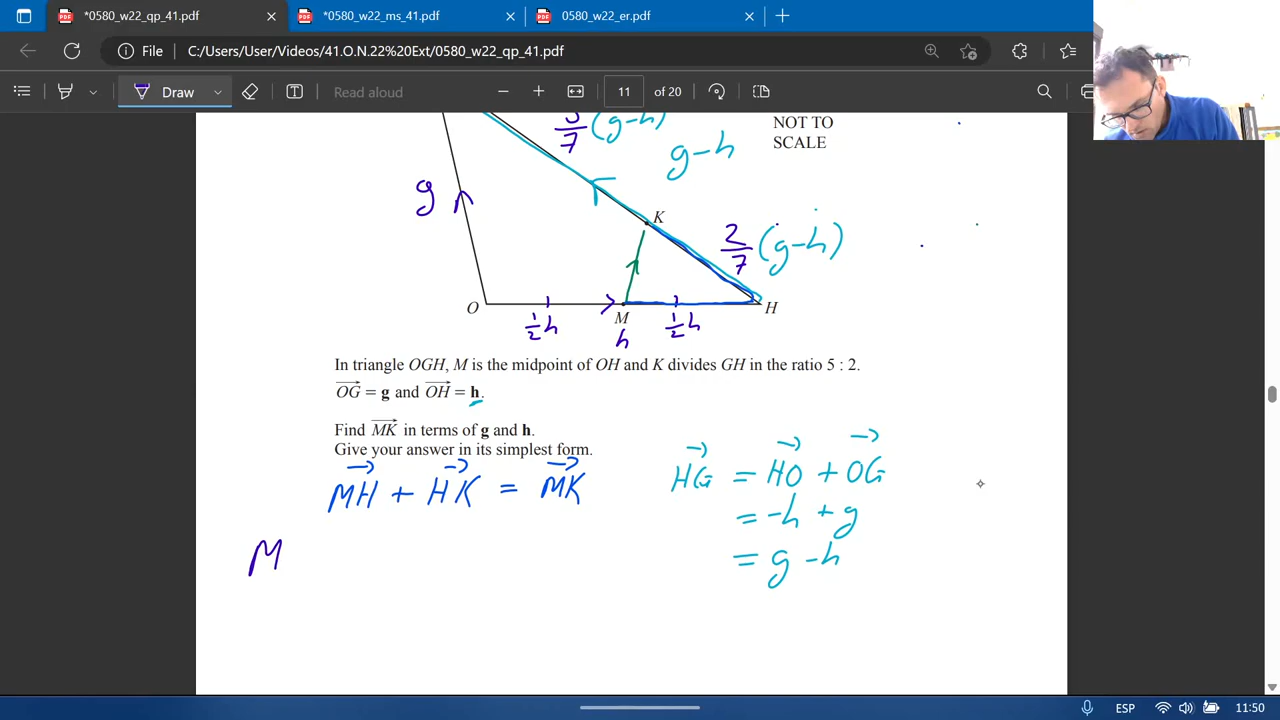 *0580_w22_qp_41.pdf
*0580_w22_ms_41.pdf
0580_w22_er.pdf
File C:/Users/User/Videos/41.O.N.22%20Ext/0580_w22_qp_41.pdf
Draw
Read aloud
11 of 20
5/7 (g-h)
g-h
NOT TO
SCALE
g
K
2/7 (g-h)
O
M
H
1/2 h
h
1/2 h
In triangle OGH, M is the midpoint of OH and K divides GH in the ratio 5 : 2.
OG = g and OH = h.
Find MK in terms of g and h.
Give your answer in its simplest form.
MH + HK = MK
HG = HO + OG
= -h + g
= g - h
M
ESP
11:50